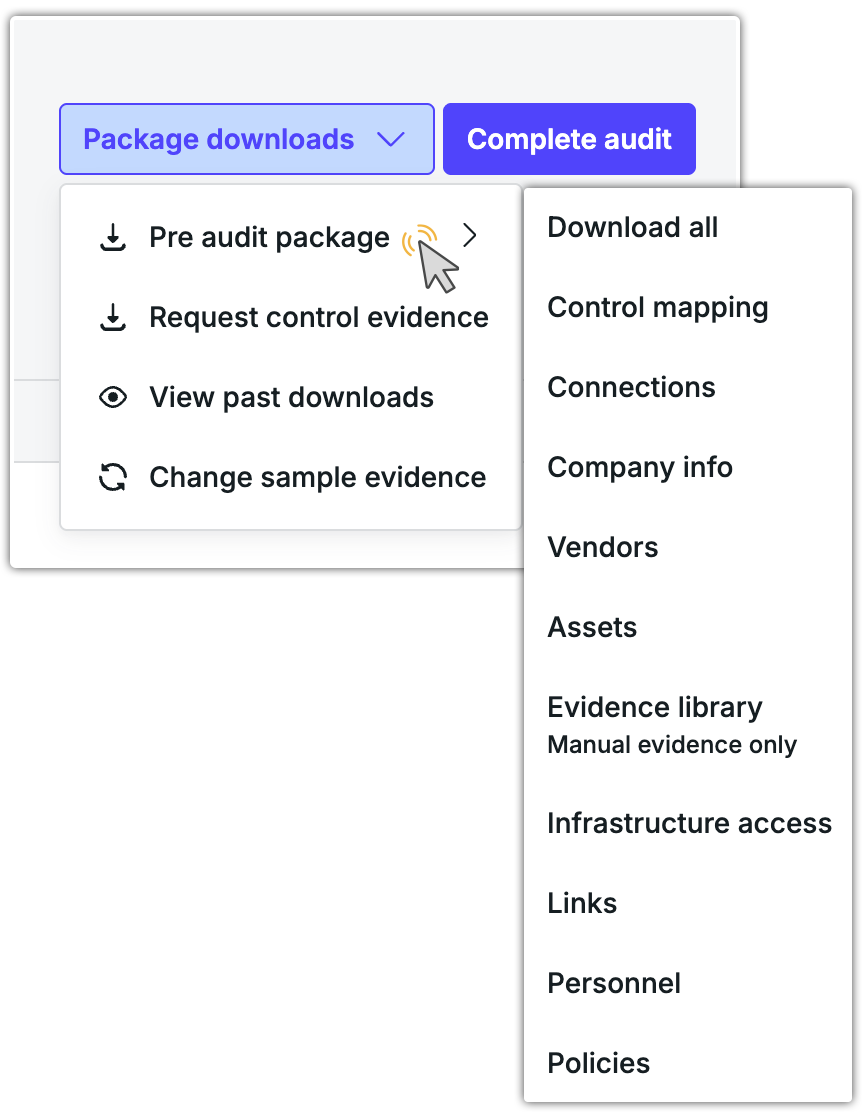 Package downloads
Complete audit
Pre audit package
Request control evidence
View past downloads
Change sample evidence
Download all
Control mapping
Connections
Company info
Vendors
Assets
Evidence library
Manual evidence only
Infrastructure access
Links
Personnel
Policies